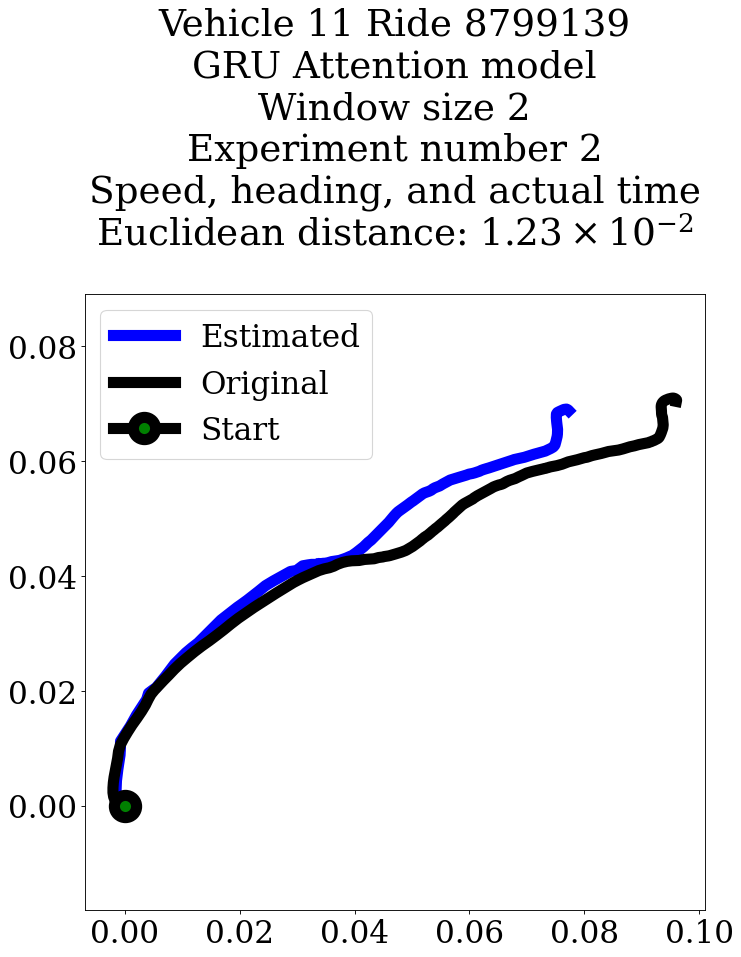 Vehicle 11 Ride 8799139
GRU Attention model
Window size 2
Experiment number 2
Speed, heading, and actual time
Euclidean distance: 1.23 × 10⁻²
Estimated
Original
Start
0.08
0.06
0.04
0.02
0.00
0.00 0.02 0.04 0.06 0.08 0.10